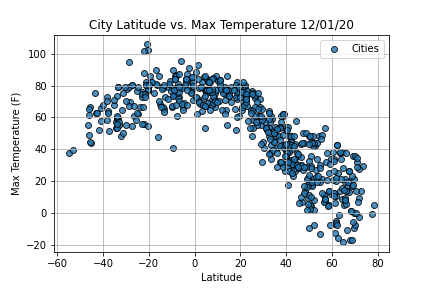 City Latitude vs. Max Temperature 12/01/20
Cities
Max Temperature (F)
100
80
60
40
20
0
−20
−60 −40 −20 0 20 40 60 80
Latitude